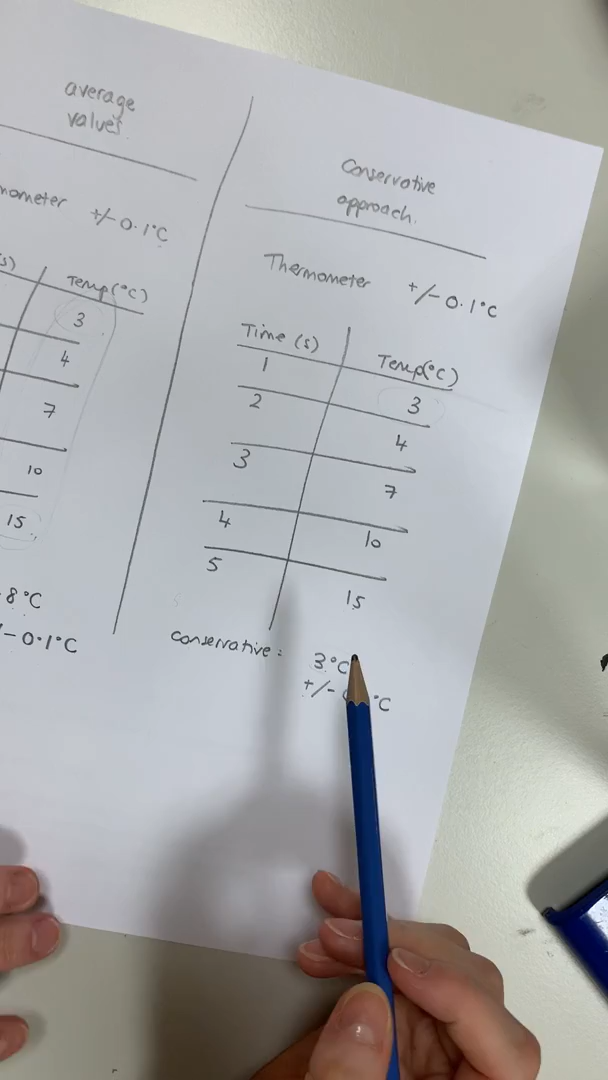 average
values
mometer +/-0.1°C
s) Temp(°C)
3
4
7
10
15
8°C
-0.1°C
Conservative
approach.
Thermometer +/-0.1°C
Time (s) Temp(°C)
1 3
2 4
3 7
4 10
5 15
conservative =
3°C
+/- °C